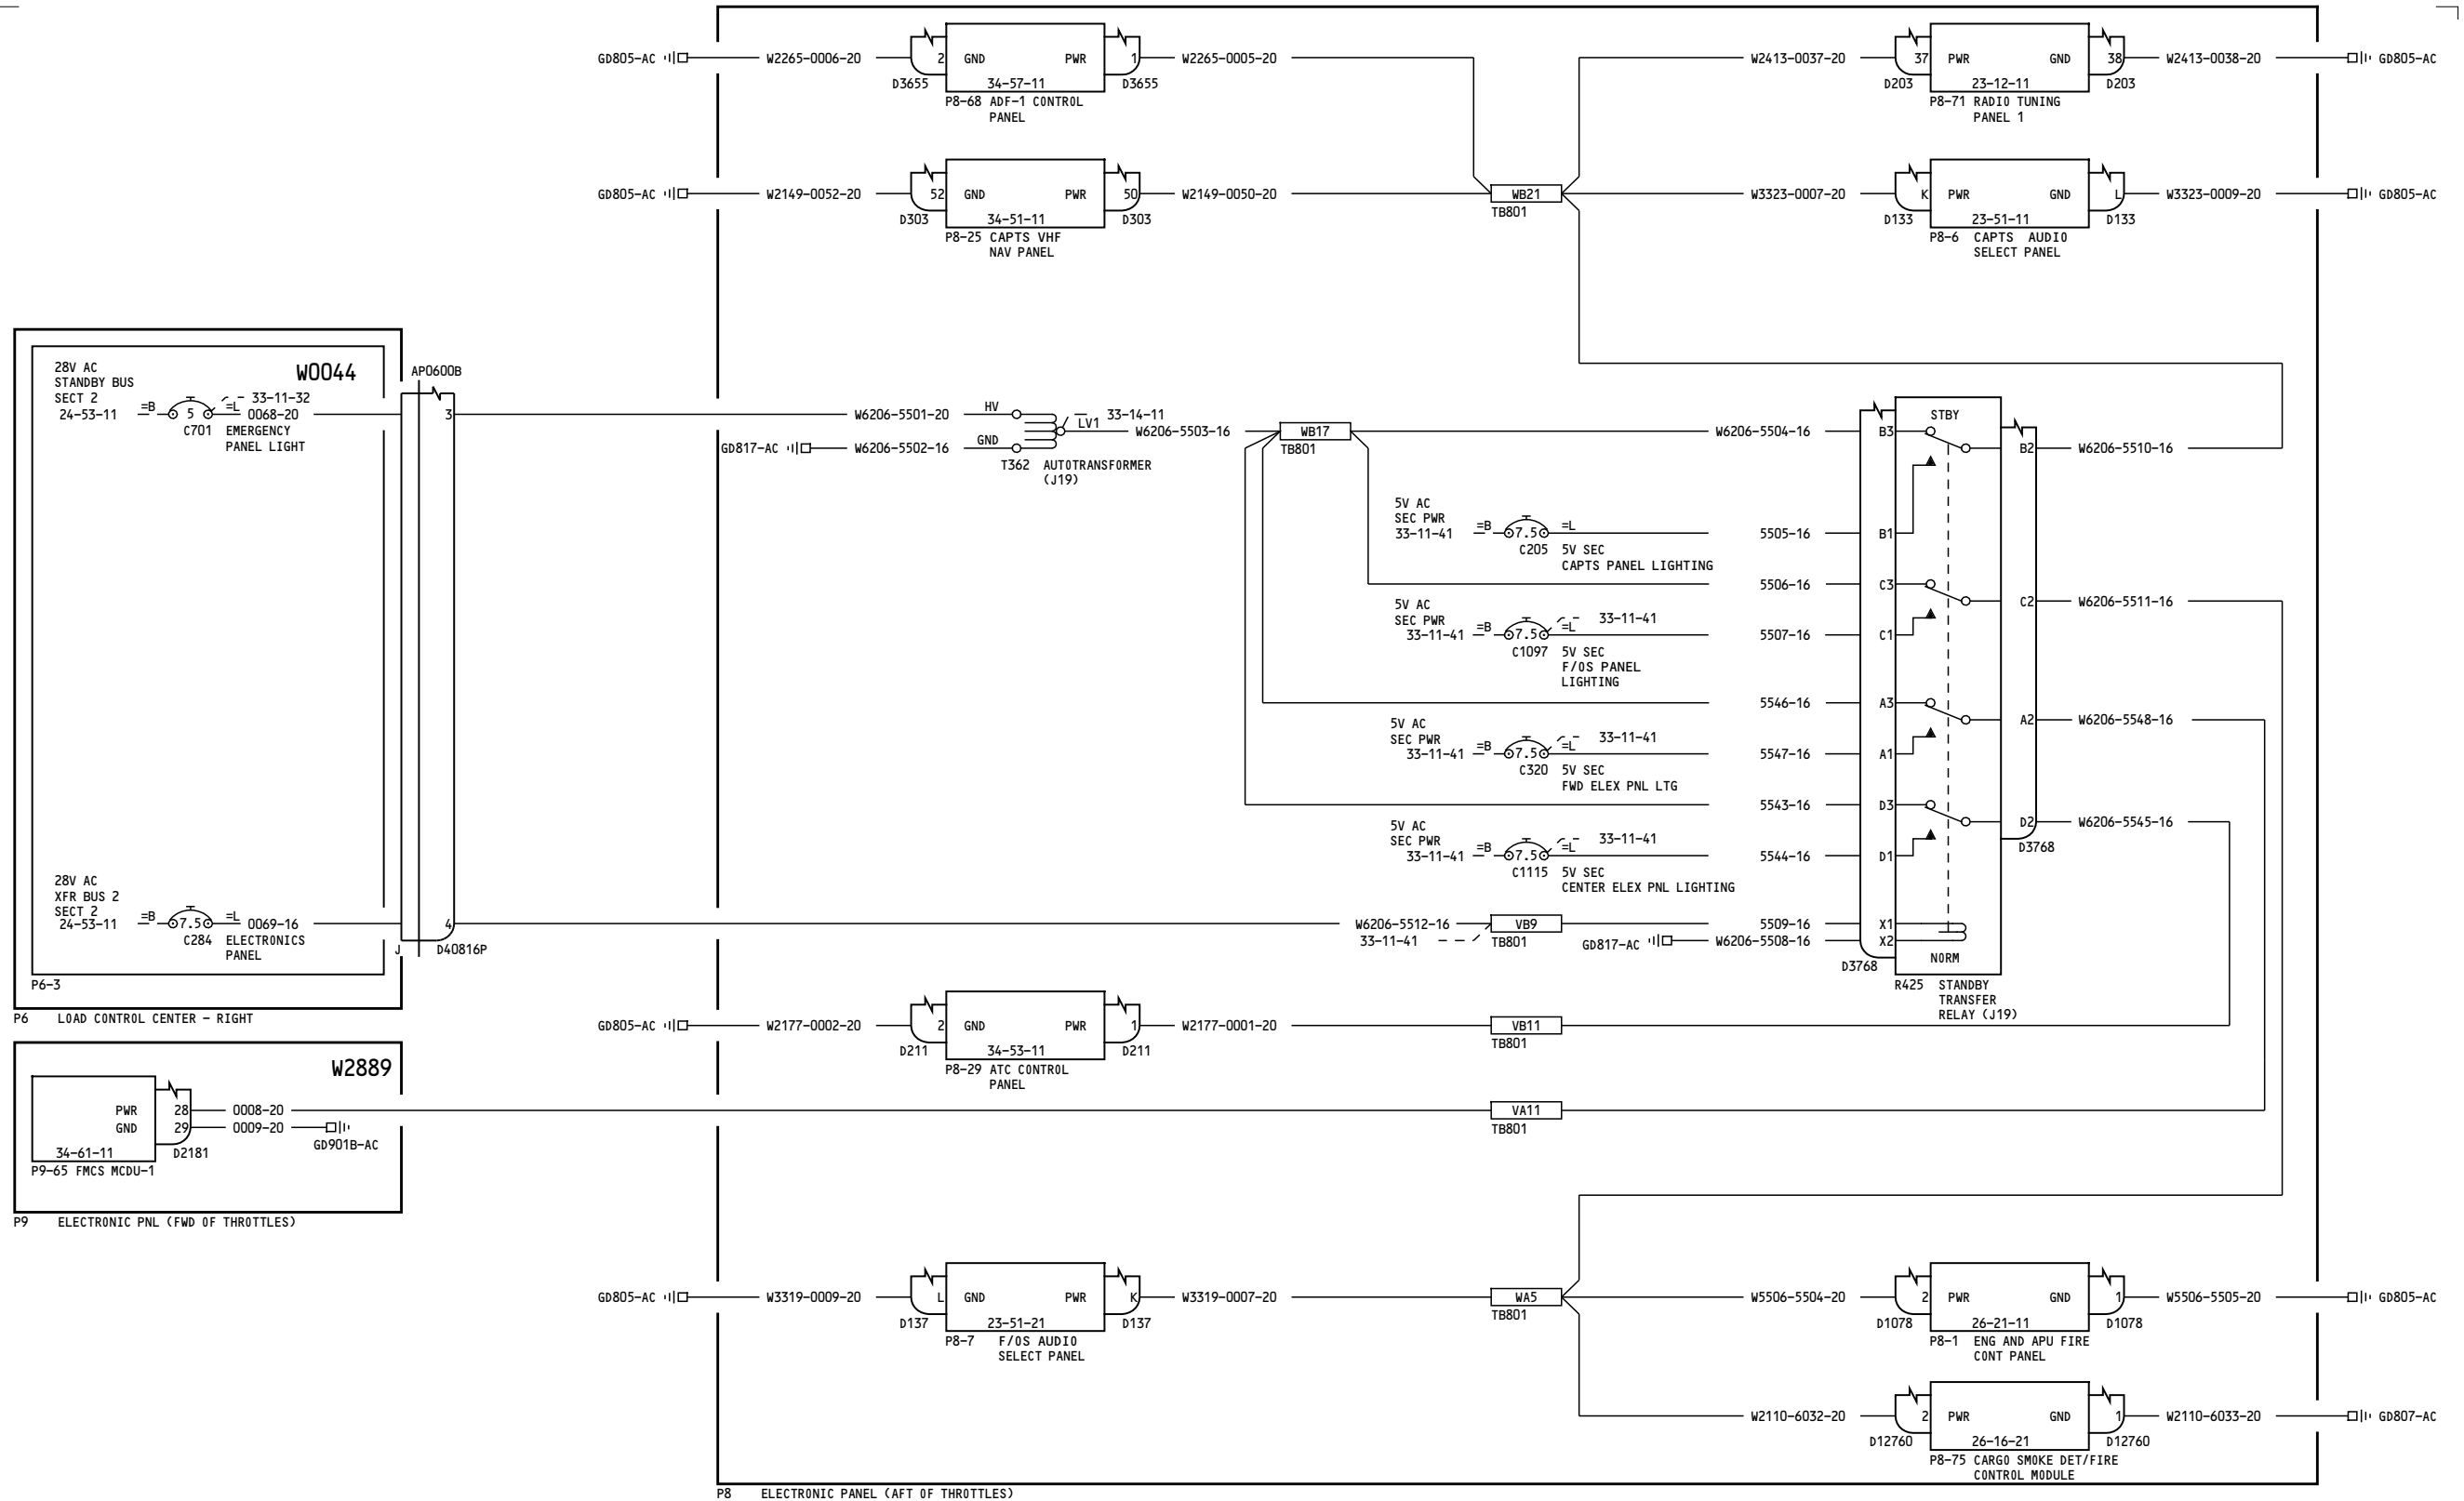 GD805-AC
W2265-0006-20
2
GND
PWR
1
34-57-11
D3655
D3655
W2265-0005-20
P8-68 ADF-1 CONTROL
PANEL
W2413-0037-20
37
PWR
GND
38
23-12-11
D203
D203
W2413-0038-20
GD805-AC
P8-71 RADIO TUNING
PANEL 1
GD805-AC
W2149-0052-20
52
GND
PWR
50
34-51-11
D303
D303
W2149-0050-20
P8-25 CAPTS VHF
NAV PANEL
WB21
TB801
W3323-0007-20
K
PWR
GND
L
23-51-11
D133
D133
W3323-0009-20
GD805-AC
P8-6 CAPTS AUDIO
SELECT PANEL
W0044
28V AC
STANDBY BUS
SECT 2
24-53-11
=B
5
=L
33-11-32
0068-20
C701
EMERGENCY
PANEL LIGHT
AP0600B
3
W6206-5501-20
HV
GD817-AC
W6206-5502-16
GND
LV1
33-14-11
W6206-5503-16
T362 AUTOTRANSFORMER
(J19)
WB17
TB801
W6206-5504-16
B3
STBY
B2
W6206-5510-16
5V AC
SEC PWR
33-11-41
=B
7.5
=L
C205
5V SEC
CAPTS PANEL LIGHTING
5505-16
B1
5506-16
C3
C2
W6206-5511-16
5V AC
SEC PWR
33-11-41
=B
7.5
=L
33-11-41
C1097
5V SEC
F/OS PANEL
LIGHTING
5507-16
C1
5546-16
A3
A2
W6206-5548-16
5V AC
SEC PWR
33-11-41
=B
7.5
=L
33-11-41
C320
5V SEC
FWD ELEX PNL LTG
5547-16
A1
5543-16
D3
D2
W6206-5545-16
D3768
5V AC
SEC PWR
33-11-41
=B
7.5
=L
33-11-41
C1115
5V SEC
CENTER ELEX PNL LIGHTING
5544-16
D1
28V AC
XFR BUS 2
SECT 2
24-53-11
=B
7.5
=L
0069-16
C284
ELECTRONICS
PANEL
4
J
D40816P
P6-3
P6 LOAD CONTROL CENTER - RIGHT
W6206-5512-16
33-11-41
VB9
TB801
5509-16
X1
GD817-AC
W6206-5508-16
X2
NORM
D3768
R425 STANDBY
TRANSFER
RELAY (J19)
GD805-AC
W2177-0002-20
2
GND
PWR
1
34-53-11
D211
D211
W2177-0001-20
P8-29 ATC CONTROL
PANEL
VB11
TB801
W2889
PWR
28
0008-20
GND
29
0009-20
GD901B-AC
34-61-11
D2181
P9-65 FMCS MCDU-1
P9 ELECTRONIC PNL (FWD OF THROTTLES)
VA11
TB801
GD805-AC
W3319-0009-20
L
GND
PWR
K
23-51-21
D137
D137
W3319-0007-20
P8-7 F/OS AUDIO
SELECT PANEL
WA5
TB801
W5506-5504-20
2
PWR
GND
1
26-21-11
D1078
D1078
W5506-5505-20
GD805-AC
P8-1 ENG AND APU FIRE
CONT PANEL
W2110-6032-20
2
PWR
GND
1
26-16-21
D12760
D12760
W2110-6033-20
GD807-AC
P8-75 CARGO SMOKE DET/FIRE
CONTROL MODULE
P8 ELECTRONIC PANEL (AFT OF THROTTLES)